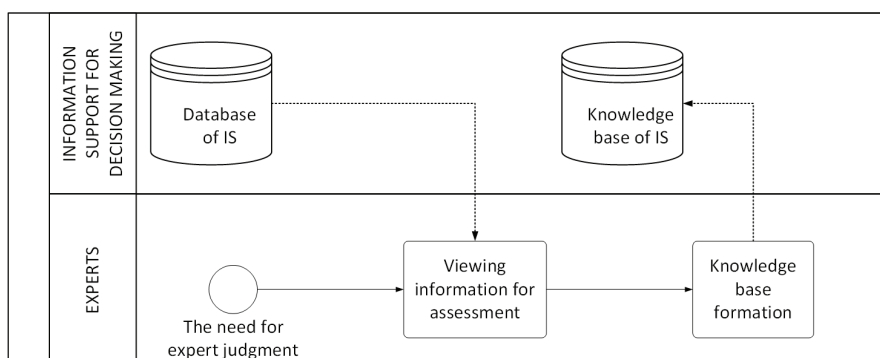 INFORMATION
SUPPORT FOR
DECISION MAKING
Database
of IS
Knowledge
base of IS
EXPERTS
The need for
expert judgment
Viewing
information for
assessment
Knowledge
base
formation